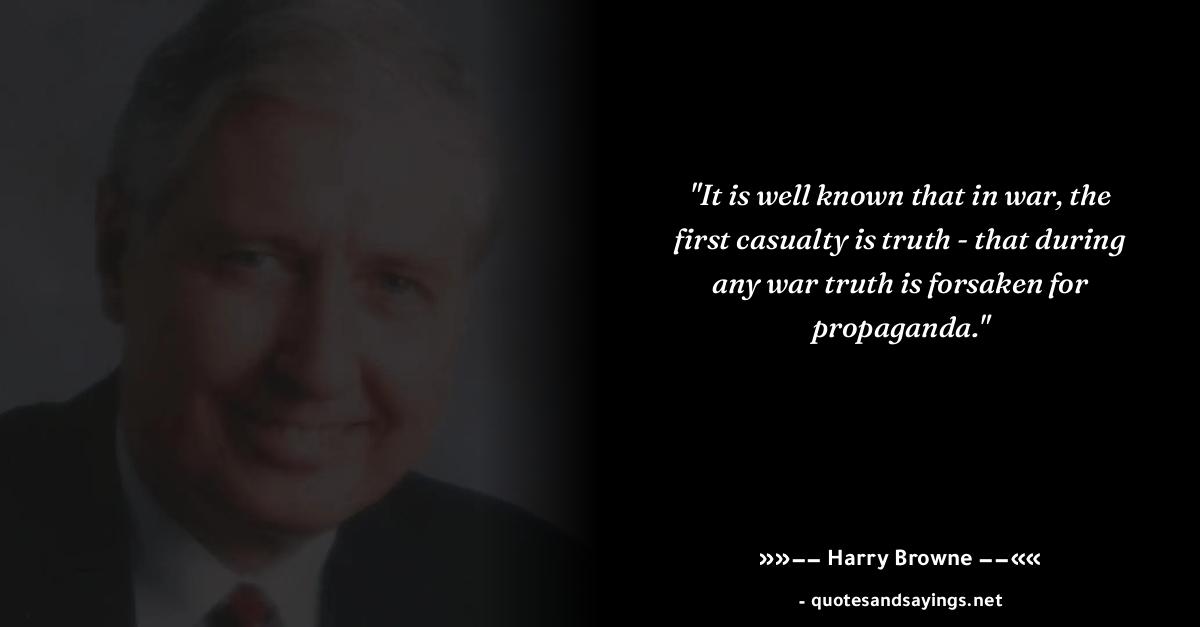 "It is well known that in war, the
first casualty is truth - that during
any war truth is forsaken for
propaganda."
»»−− Harry Browne −−««
- quotesandsayings.net